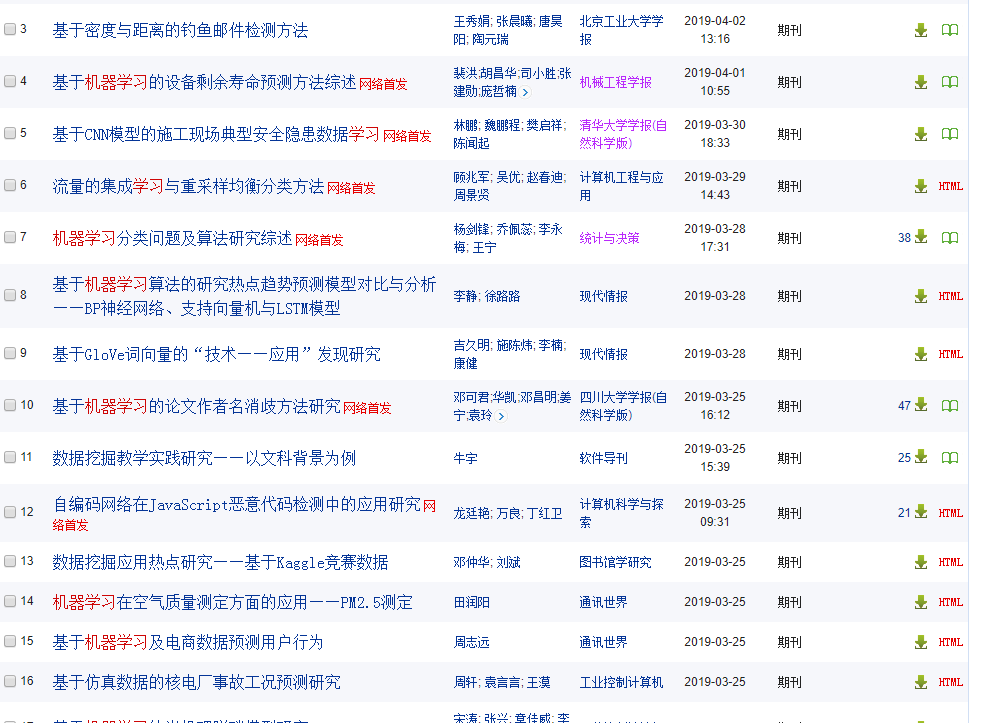 3 基于密度与距离的钓鱼邮件检测方法 王秀娟; 张晨曦; 唐昊阳; 陶元瑞 北京工业大学学报 2019-04-02 13:16 期刊
4 基于机器学习的设备剩余寿命预测方法综述 网络首发 裴洪;胡昌华;司小胜;张建勋;庞哲楠 机械工程学报 2019-04-01 10:55 期刊
5 基于CNN模型的施工现场典型安全隐患数据学习 网络首发 林鹏; 魏鹏程; 樊启祥; 陈闻起 清华大学学报(自然科学版) 2019-03-30 18:33 期刊
6 流量的集成学习与重采样均衡分类方法 网络首发 顾兆军; 吴优; 赵春迪; 周景贤 计算机工程与应用 2019-03-29 14:43 期刊 HTML
7 机器学习分类问题及算法研究综述 网络首发 杨剑锋; 乔佩蕊; 李永梅; 王宁 统计与决策 2019-03-28 17:31 期刊 38
8 基于机器学习算法的研究热点趋势预测模型对比与分析——BP神经网络、支持向量机与LSTM模型 李静; 徐路路 现代情报 2019-03-28 期刊 HTML
9 基于GloVe词向量的“技术——应用”发现研究 吉久明; 施陈炜; 李楠; 康健 现代情报 2019-03-28 期刊 HTML
10 基于机器学习的论文作者名消歧方法研究 网络首发 邓可君;华凯;邓昌明;姜宁;袁玲 四川大学学报(自然科学版) 2019-03-25 16:12 期刊 47
11 数据挖掘教学实践研究——以文科背景为例 牛宇 软件导刊 2019-03-25 15:39 期刊 25
12 自编码网络在JavaScript恶意代码检测中的应用研究 网络首发 龙廷艳; 万良; 丁红卫 计算机科学与探索 2019-03-25 09:31 期刊 21 HTML
13 数据挖掘应用热点研究——基于Kaggle竞赛数据 邓仲华; 刘斌 图书馆学研究 2019-03-25 期刊 HTML
14 机器学习在空气质量测定方面的应用——PM2.5测定 田润阳 通讯世界 2019-03-25 期刊 HTML
15 基于机器学习及电商数据预测用户行为 周志远 通讯世界 2019-03-25 期刊 HTML
16 基于仿真数据的核电厂事故工况预测研究 周轩; 袁言言; 王漠 工业控制计算机 2019-03-25 期刊 HTML
宋涛; 张兴; 童佳威; 李